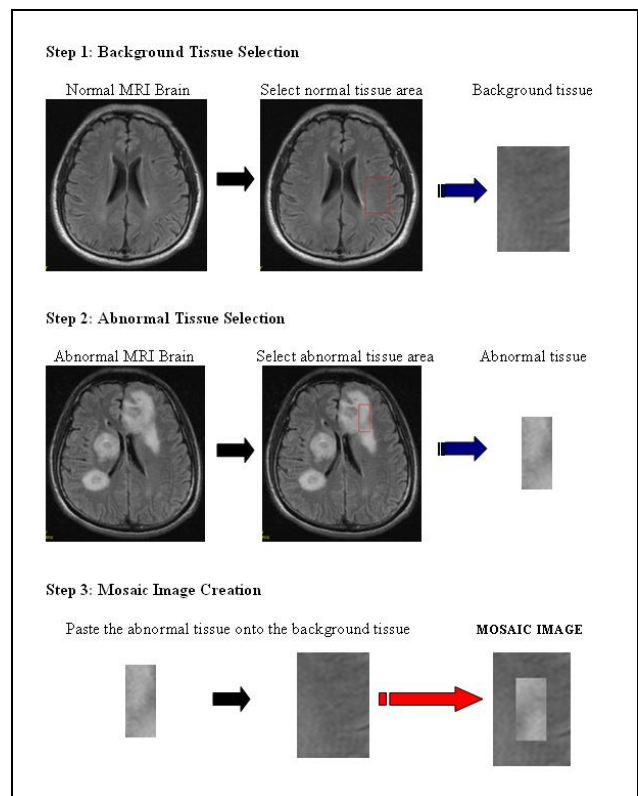 Step 1: Background Tissue Selection
Normal MRI Brain
Select normal tissue area
Background tissue
Step 2: Abnormal Tissue Selection
Abnormal MRI Brain
Select abnormal tissue area
Abnormal tissue
Step 3: Mosaic Image Creation
Paste the abnormal tissue onto the background tissue
MOSAIC IMAGE